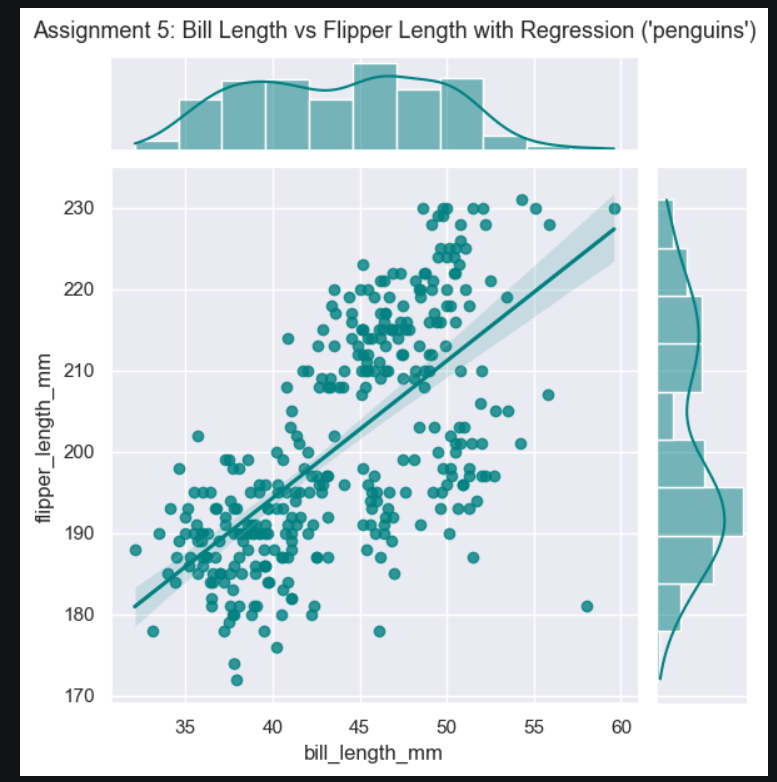 Assignment 5: Bill Length vs Flipper Length with Regression ('penguins')
230
220
210
200
190
180
170
flipper_length_mm
35 40 45 50 55 60
bill_length_mm